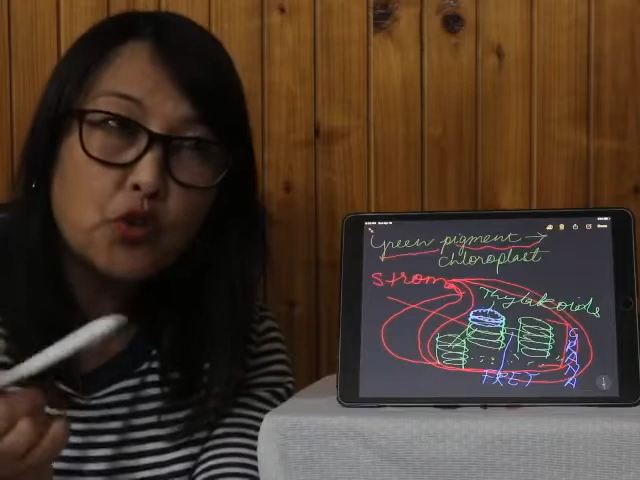 Green pigment →
chloroplast
Stroma
Thylakoids
GRANA
FRET